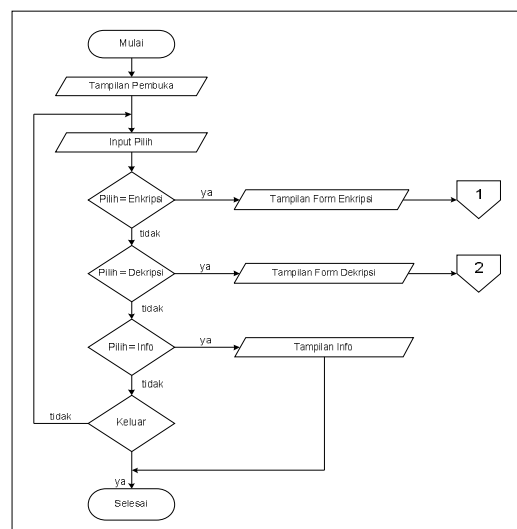 Mulai
Tampilan Pembuka
Input Pilih
Pilih=Enkripsi
ya
Tampilan Form Enkripsi
1
tidak
Pilih=Dekripsi
ya
Tampilan Form Dekripsi
2
tidak
Pilih=Info
ya
Tampilan Info
tidak
tidak
Keluar
ya
Selesai